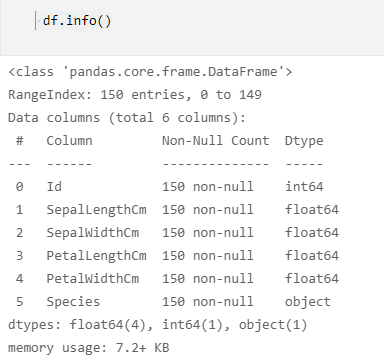 df.info()
<class 'pandas.core.frame.DataFrame'>
RangeIndex: 150 entries, 0 to 149
Data columns (total 6 columns):
 #   Column         Non-Null Count  Dtype
---  ------         --------------  -----
 0   Id             150 non-null    int64
 1   SepalLengthCm  150 non-null    float64
 2   SepalWidthCm   150 non-null    float64
 3   PetalLengthCm  150 non-null    float64
 4   PetalWidthCm   150 non-null    float64
 5   Species        150 non-null    object
dtypes: float64(4), int64(1), object(1)
memory usage: 7.2+ KB